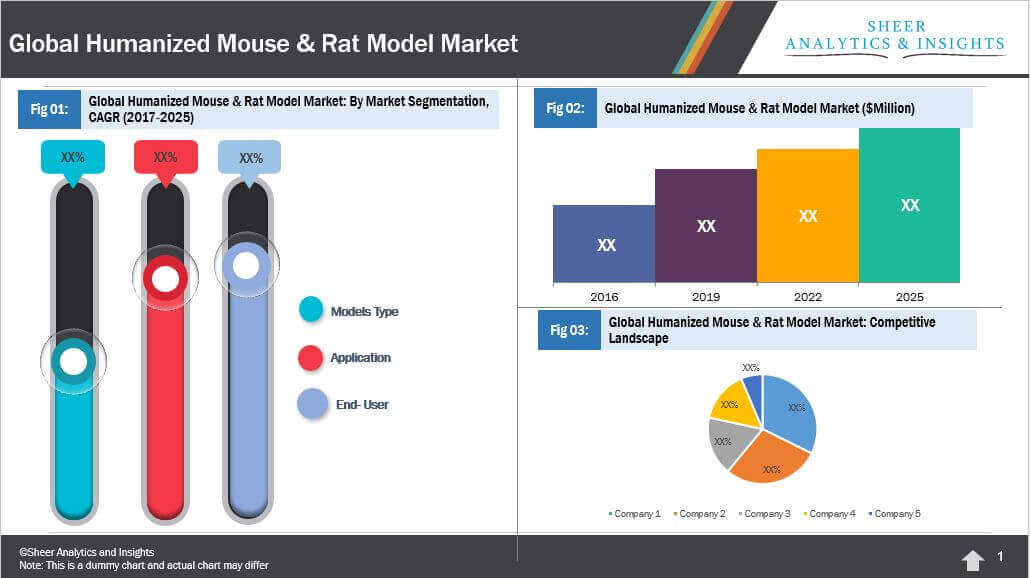 Global Humanized Mouse & Rat Model Market
SHEER
ANALYTICS & INSIGHTS
Fig 01:
Global Humanized Mouse & Rat Model Market: By Market Segmentation,
CAGR (2017-2025)
XX%
XX%
XX%
Models Type
Application
End- User
Fig 02:
Global Humanized Mouse & Rat Model Market ($Million)
XX
XX
XX
XX
2016
2019
2022
2025
Fig 03:
Global Humanized Mouse & Rat Model Market: Competitive
Landscape
XX%
XX%
XX%
XX%
XX%
Company 1
Company 2
Company 3
Company 4
Company 5
©Sheer Analytics and Insights
Note: This is a dummy chart and actual chart may differ
1